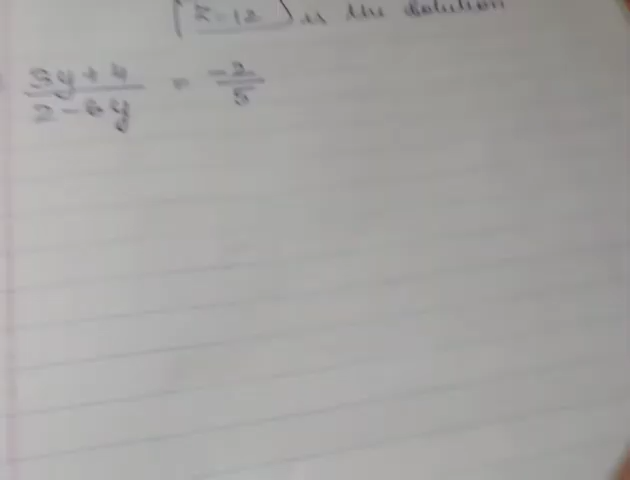 z = 12 is the solution
3y + 4 / 2 - 6y = -2 / 5